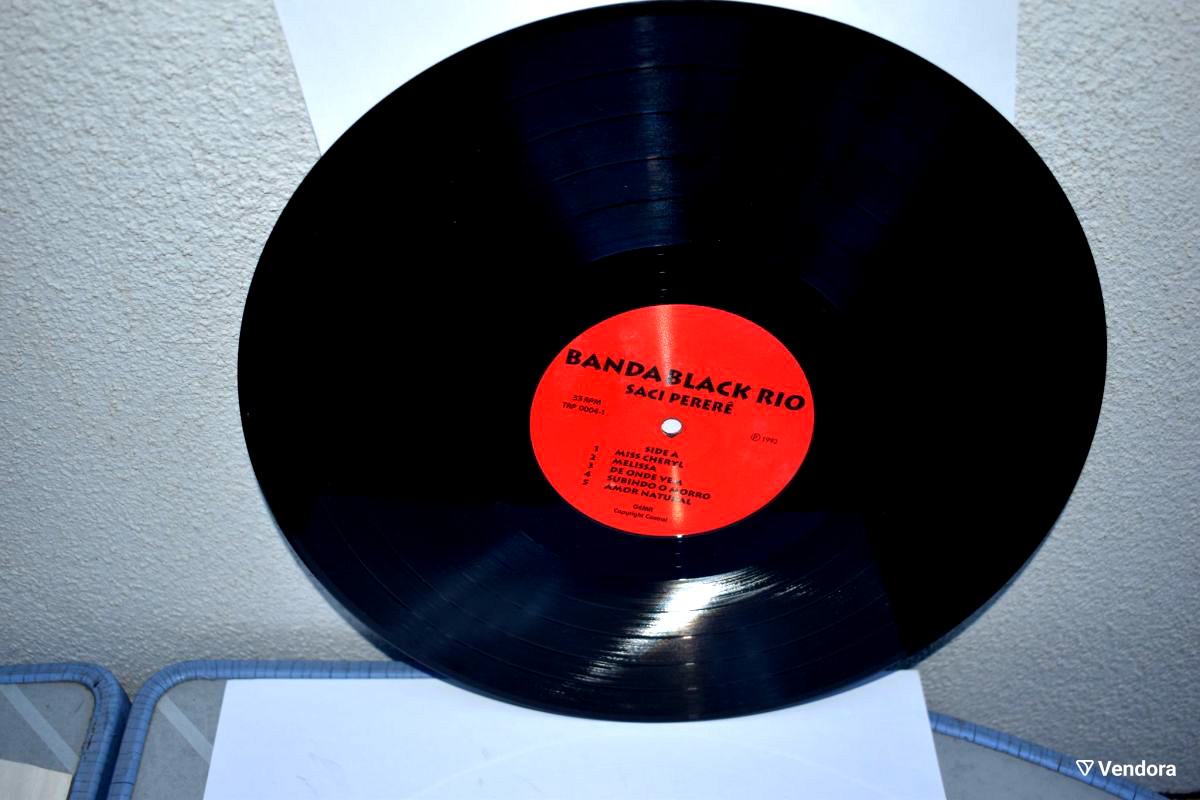 BANDA BLACK RIO
SACI PERERÊ
33 RPM
TRP 0004-1
Ⓟ 1992
SIDE A
1 MISS CHERYL
2 MELISSA
3 DE ONDE VEM
4 SUBINDO O MORRO
5 AMOR NATURAL
Copyright Control
Vendora